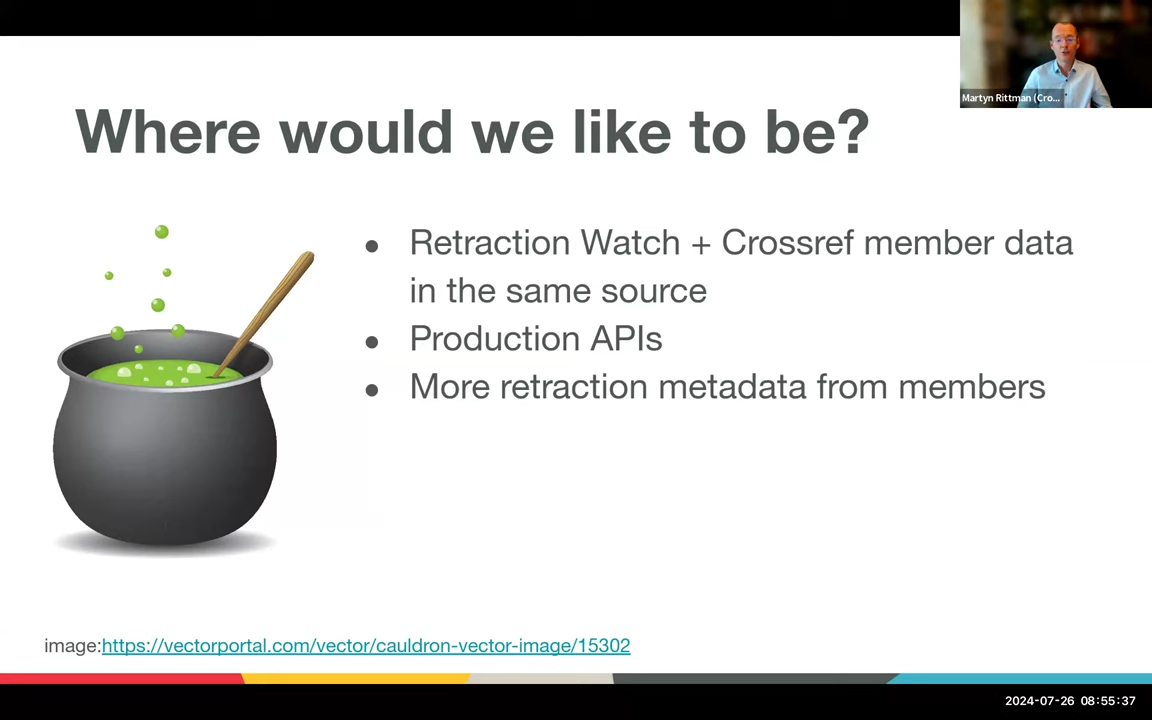 Martyn Rittman (Cro...
Where would we like to be?
● Retraction Watch + Crossref member data
in the same source
● Production APIs
● More retraction metadata from members
image:https://vectorportal.com/vector/cauldron-vector-image/15302
2024-07-26 08:55:37